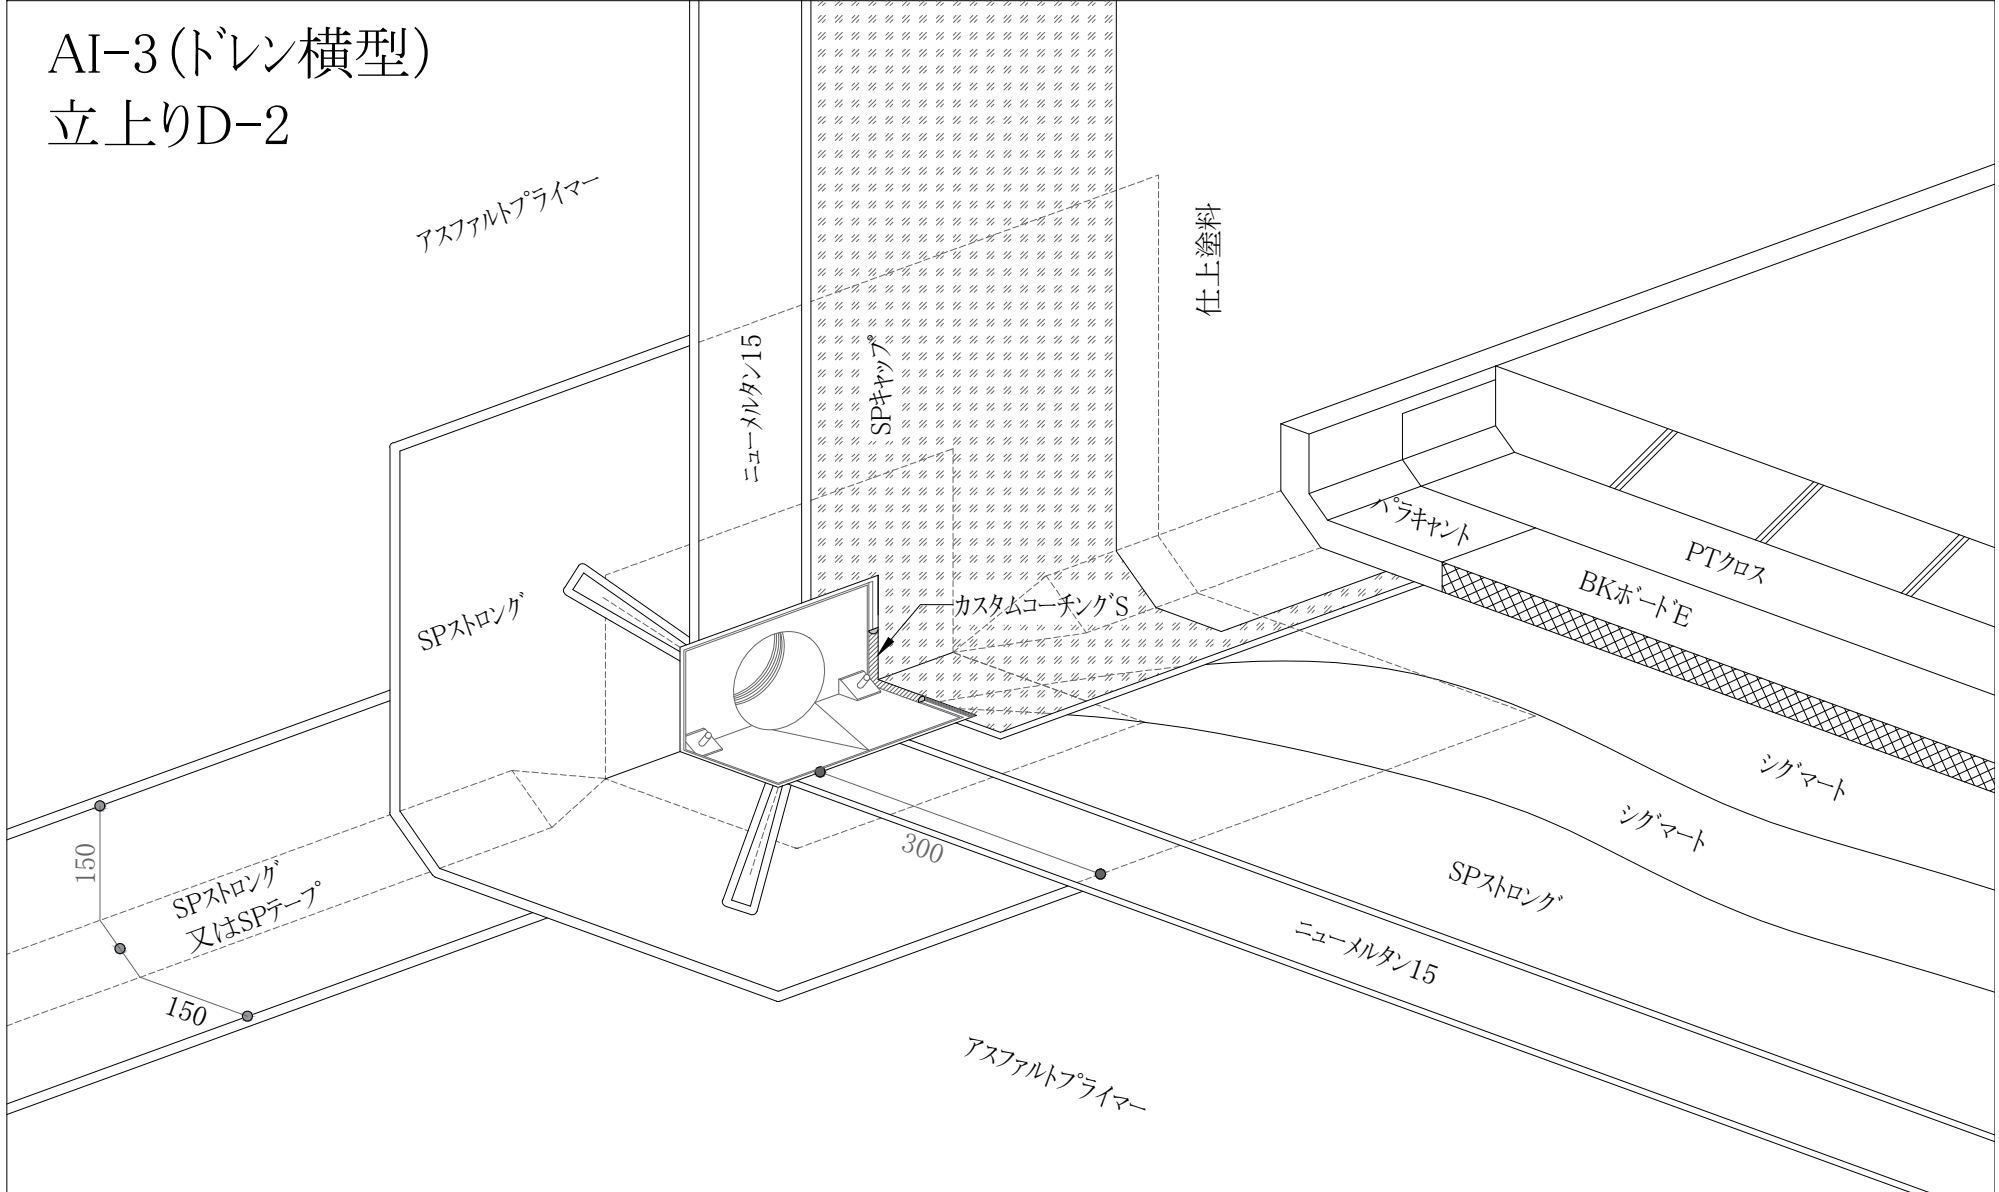 AI-3(ドレン横型)
立上りD-2
アスファルトプライマー
仕上塗料
ニューメルタン15
SPキャップ
パラキャント
PTクロス
BKボードE
カスタムコーチングS
SPストロング
シグマート
シグマート
300
150
SPストロング
又はSPテープ
SPストロング
ニューメルタン15
150
アスファルトプライマー